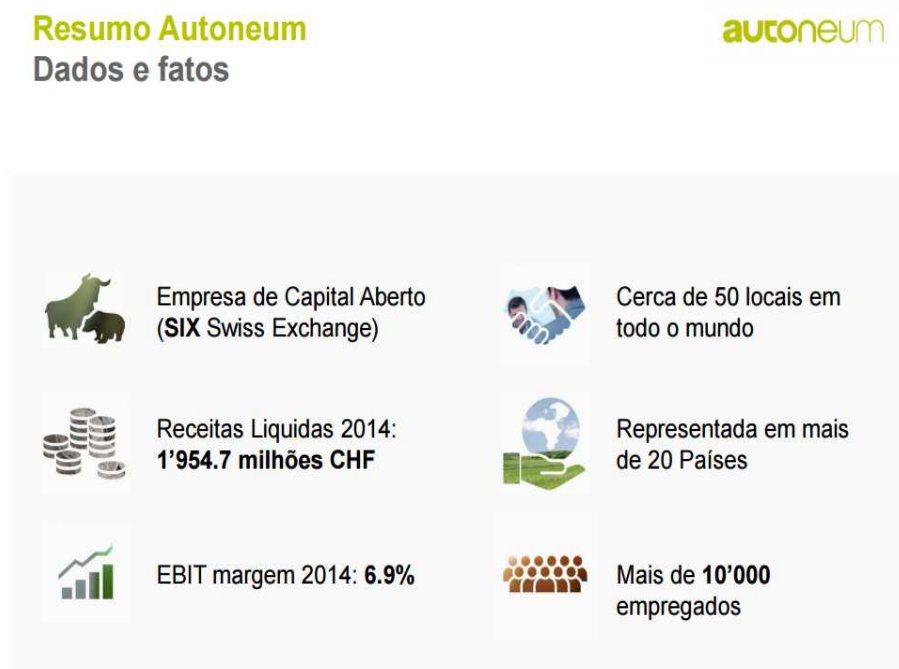 Resumo Autoneum
Dados e fatos
autoneum
Empresa de Capital Aberto
(SIX Swiss Exchange)
Cerca de 50 locais em
todo o mundo
Receitas Liquidas 2014:
1’954.7 milhões CHF
Representada em mais
de 20 Países
EBIT margem 2014: 6.9%
Mais de 10’000
empregados